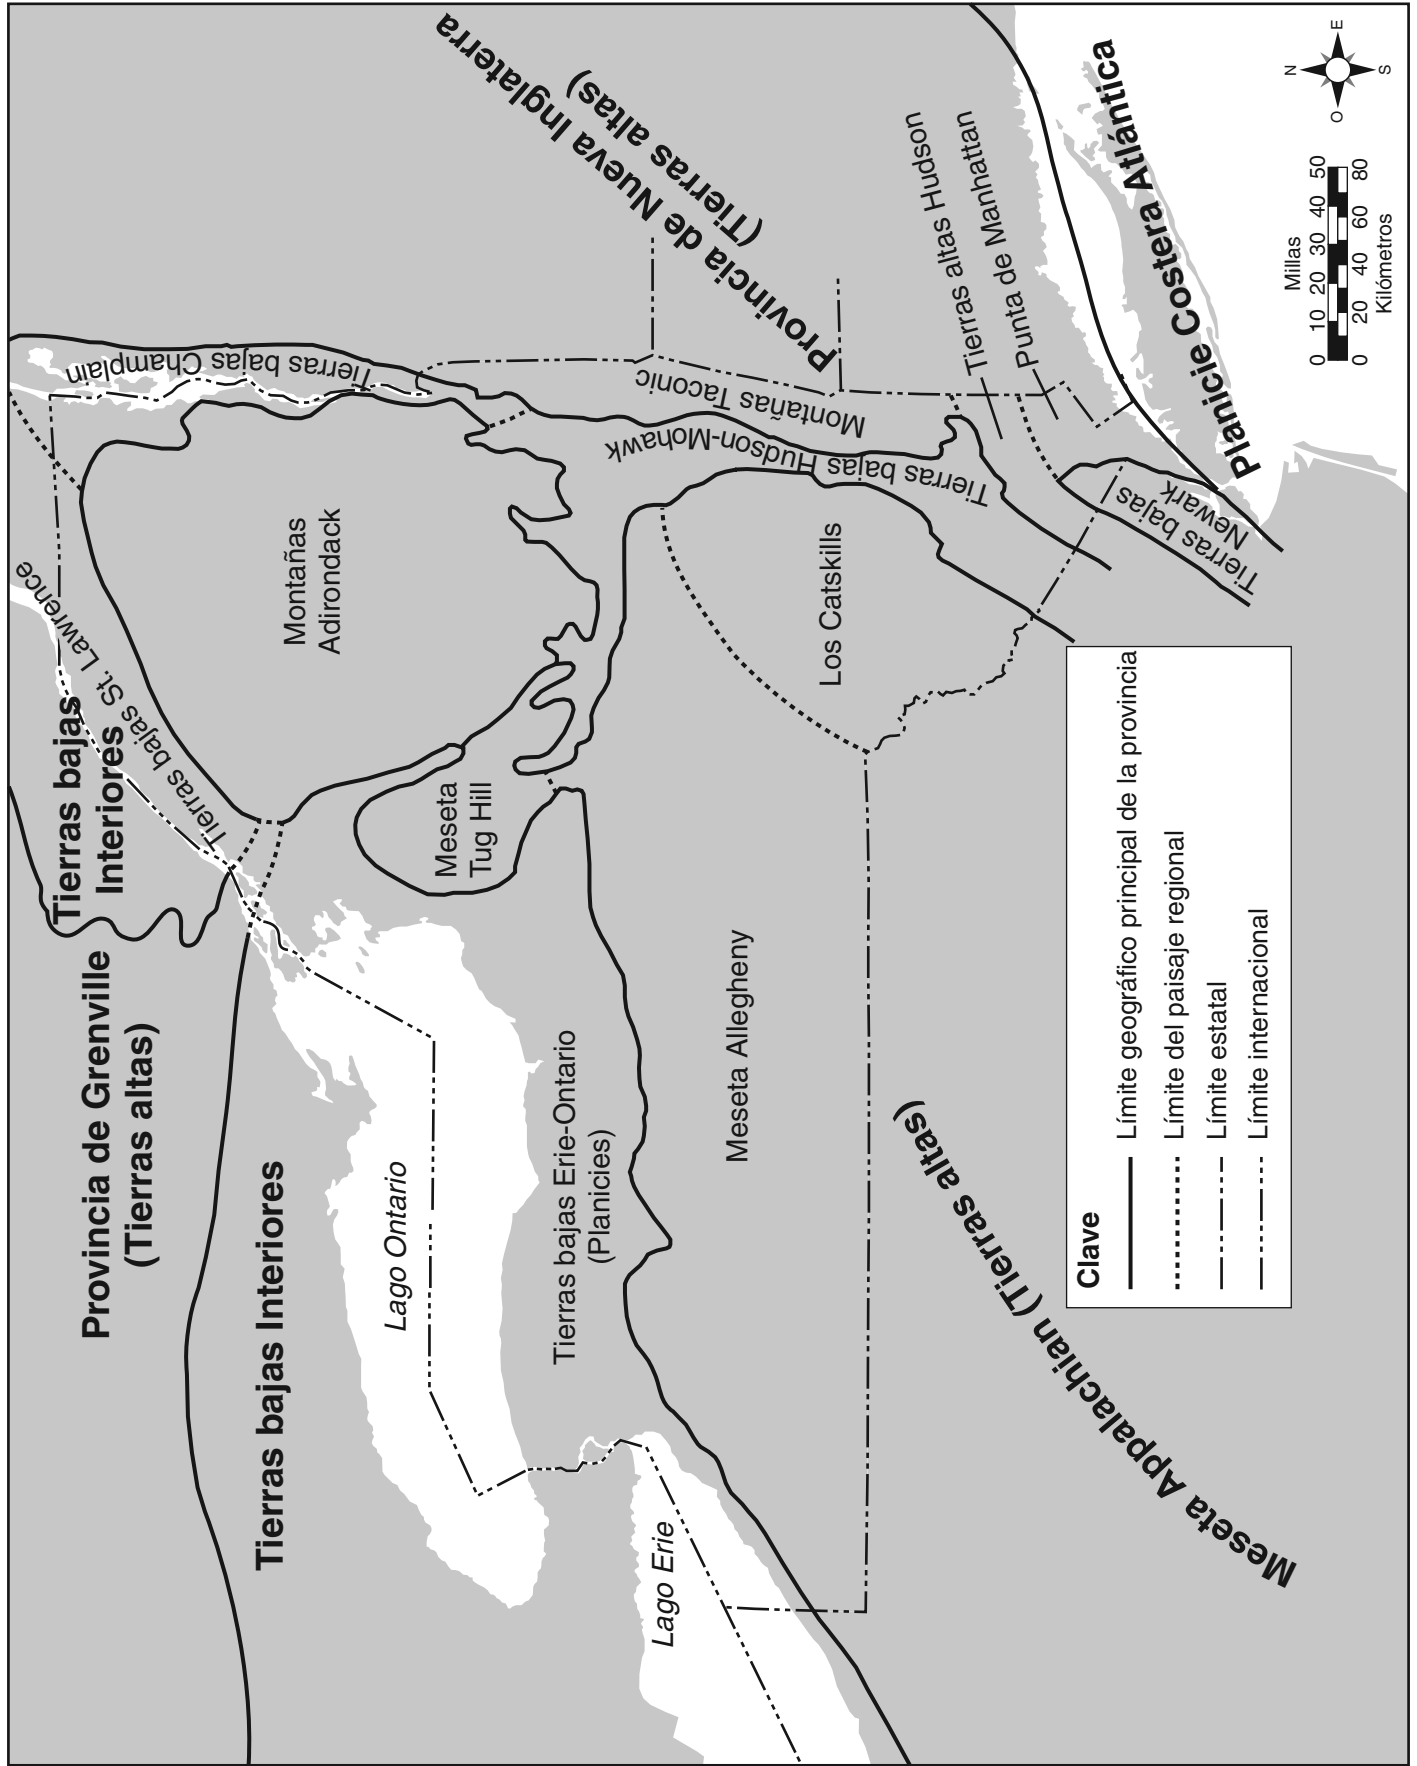 Provincia de Grenville
(Tierras altas)
Tierras bajas
Interiores
Tierras bajas St. Lawrence
Tierras bajas Champlain
Montañas
Adirondack
Tierras bajas Interiores
Lago Ontario
Meseta
Tug Hill
Tierras bajas Erie-Ontario
(Planicies)
Lago Erie
Meseta Allegheny
Los Catskills
Tierras bajas Hudson-Mohawk
Montañas Taconic
Provincia de Nueva Inglaterra
(Tierras altas)
Tierras altas Hudson
Punta de Manhattan
Tierras bajas
Newark
Planicie Costera Atlántica
Meseta Appalachian (Tierras altas)
Clave
Límite geográfico principal de la provincia
Límite del paisaje regional
Límite estatal
Límite internacional
Millas
0 10 20 30 40 50
0 20 40 60 80
Kilómetros
N
O
E
S